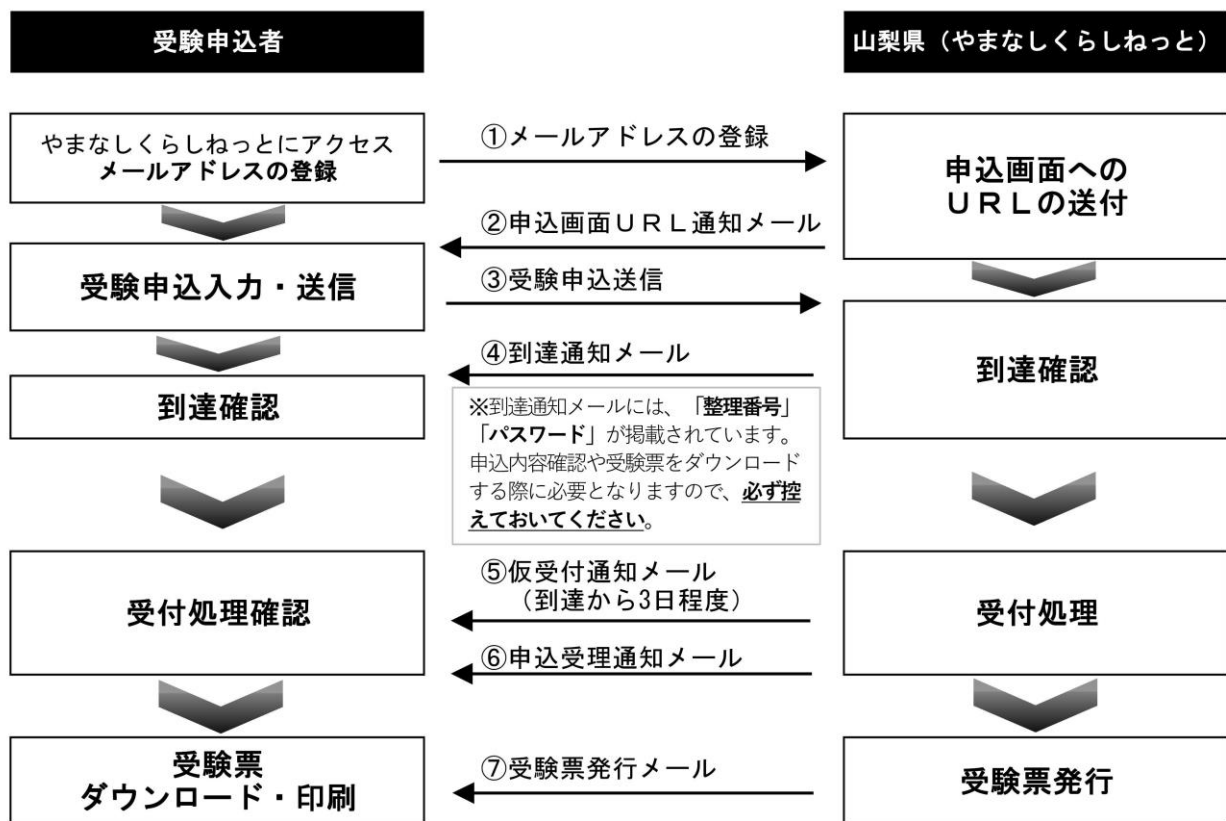 受験申込者
山梨県（やまなしくらしねっと）
やまなしくらしねっとにアクセス
メールアドレスの登録
①メールアドレスの登録
申込画面への
ＵＲＬの送付
②申込画面ＵＲＬ通知メール
受験申込入力・送信
③受験申込送信
到達確認
④到達通知メール
到達確認
※到達通知メールには、「整理番号」
「パスワード」が掲載されています。
申込内容確認や受験票をダウンロード
する際に必要となりますので、必ず控
えておいてください。
受付処理確認
⑤仮受付通知メール
（到達から3日程度）
受付処理
⑥申込受理通知メール
受験票
ダウンロード・印刷
⑦受験票発行メール
受験票発行